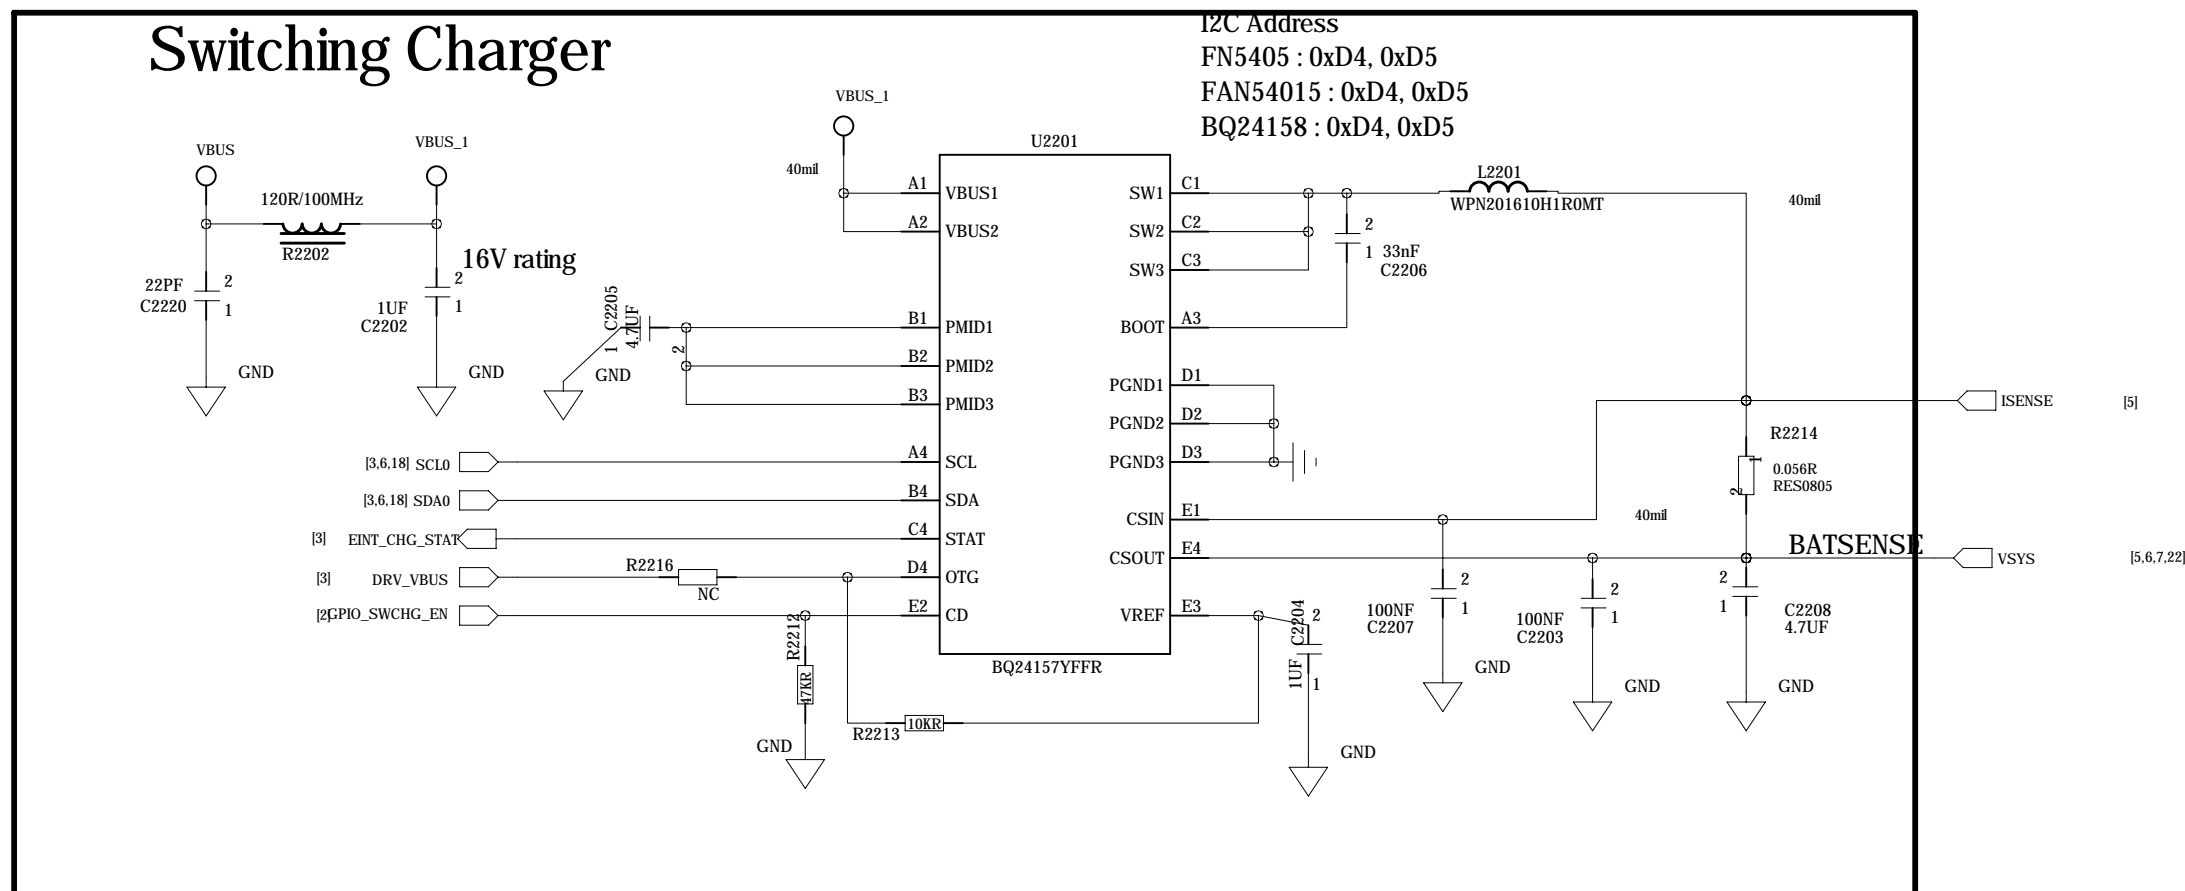 Switching Charger
I2C Address
FN5405 : 0xD4, 0xD5
FAN54015 : 0xD4, 0xD5
BQ24158 : 0xD4, 0xD5
VBUS
VBUS_1
120R/100MHz
R2202
16V rating
22PF
C2220
2
1
1UF
C2202
2
1
GND
GND
VBUS_1
40mil
C2205
4.7UF
1
2
GND
U2201
A1 VBUS1
A2 VBUS2
B1 PMID1
B2 PMID2
B3 PMID3
A4 SCL
B4 SDA
C4 STAT
D4 OTG
E2 CD
SW1 C1
SW2 C2
SW3 C3
BOOT A3
PGND1 D1
PGND2 D2
PGND3 D3
CSIN E1
CSOUT E4
VREF E3
BQ24157YFFR
[3,6,18] SCL0
[3,6,18] SDA0
[3] EINT_CHG_STAT
[3] DRV_VBUS
[2]GPIO_SWCHG_EN
R2216
NC
R2212
47KR
GND
R2213
10KR
L2201
WPN201610H1R0MT
40mil
2
1
33nF
C2206
ISENSE [5]
R2214
1
2
0.056R
RES0805
40mil
BATSENSE
VSYS [5,6,7,22]
C2204
1UF
2
1
GND
100NF
C2207
2
1
GND
100NF
C2203
2
1
GND
2
1
C2208
4.7UF
GND